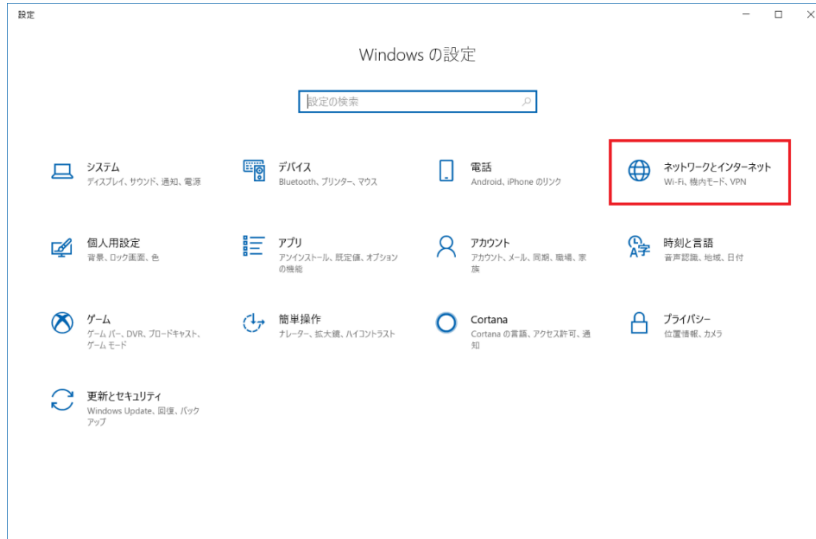 設定
Windows の設定
設定の検索
システム
ディスプレイ、サウンド、通知、電源
デバイス
Bluetooth、プリンター、マウス
電話
Android、iPhone のリンク
ネットワークとインターネット
Wi-Fi、機内モード、VPN
個人用設定
背景、ロック画面、色
アプリ
アンインストール、既定値、オプション
の機能
アカウント
アカウント、メール、同期、職場、家
族
時刻と言語
音声認識、地域、日付
ゲーム
ゲーム バー、DVR、ブロードキャスト、
ゲーム モード
簡単操作
ナレーター、拡大鏡、ハイコントラスト
Cortana
Cortana の言語、アクセス許可、通
知
プライバシー
位置情報、カメラ
更新とセキュリティ
Windows Update、回復、バック
アップ